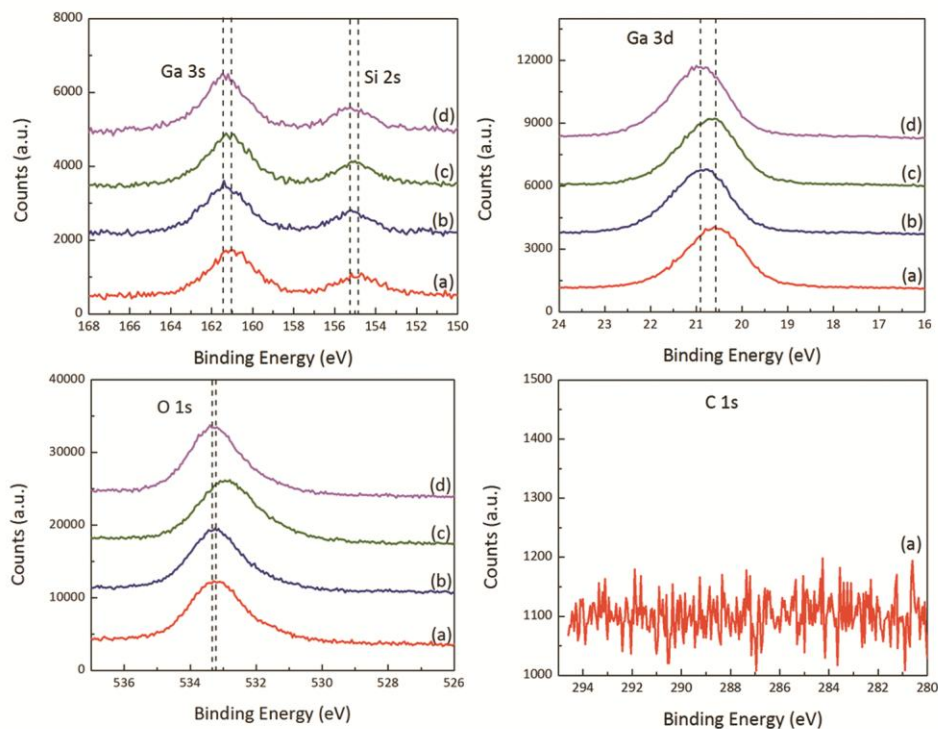 8000
6000
4000
2000
0
Counts (a.u.)
Ga 3s
Si 2s
(d)
(c)
(b)
(a)
168 166 164 162 160 158 156 154 152 150
Binding Energy (eV)
12000
9000
6000
3000
0
Counts (a.u.)
Ga 3d
(d)
(c)
(b)
(a)
24 23 22 21 20 19 18 17 16
Binding Energy (eV)
40000
30000
20000
10000
0
Counts (a.u.)
O 1s
(d)
(c)
(b)
(a)
536 534 532 530 528 526
Binding Energy (eV)
1500
1400
1300
1200
1100
1000
Counts (a.u.)
C 1s
(a)
294 292 290 288 286 284 282 280
Binding Energy (eV)